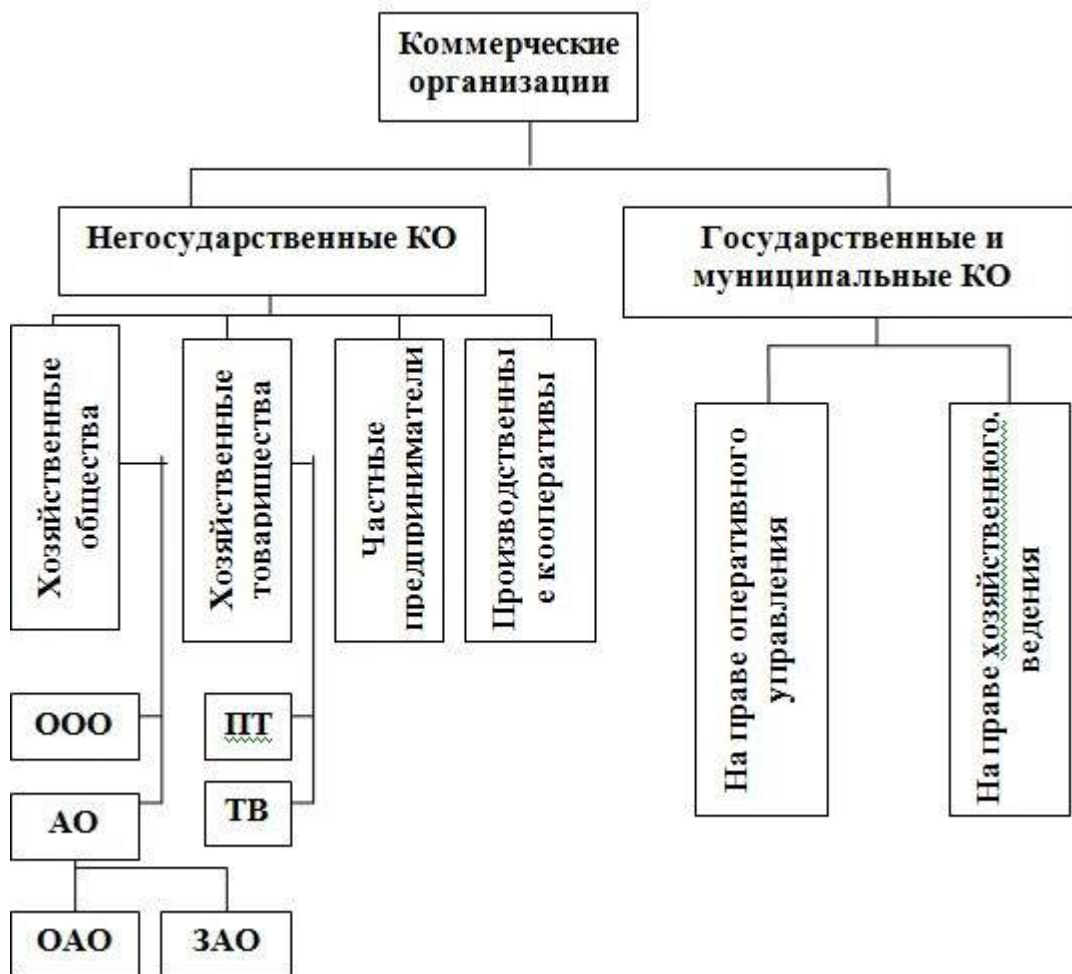 Коммерческие
организации
Негосударственные КО
Государственные и
муниципальные КО
Хозяйственные
общества
Хозяйственные
товарищества
Частные
предприниматели
Производственны
е кооперативы
На праве оперативного
управления
На праве хозяйственного.
ведения
ООО
ПТ
АО
ТВ
ОАО
ЗАО